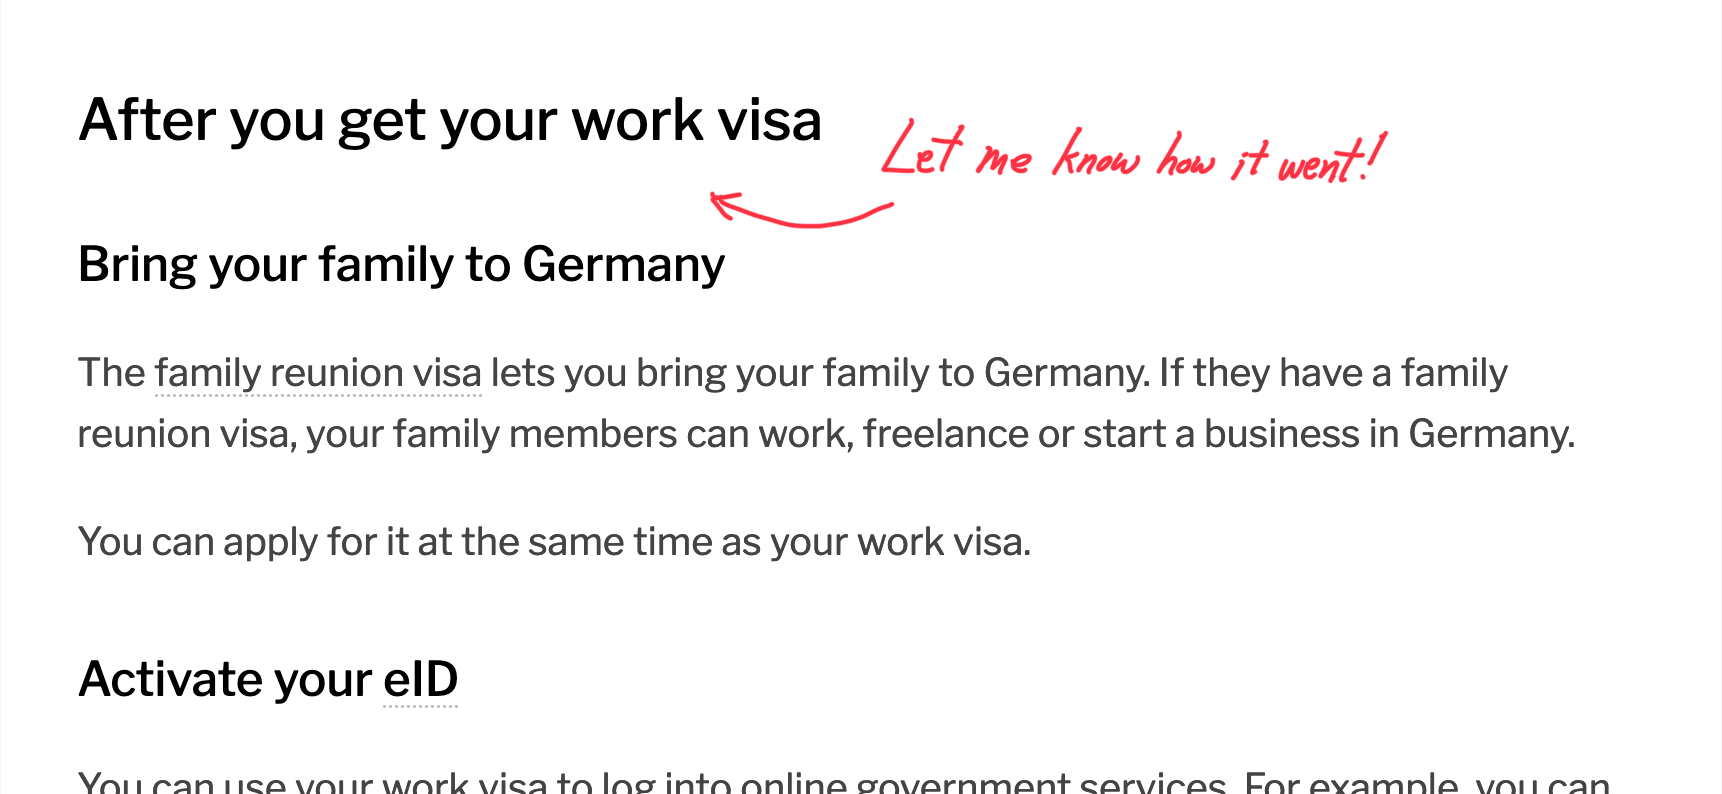 After you get your work visa
Let me know how it went!
Bring your family to Germany
The family reunion visa lets you bring your family to Germany. If they have a family
reunion visa, your family members can work, freelance or start a business in Germany.
You can apply for it at the same time as your work visa.
Activate your eID
You can use your work visa to log into online government services. For example, you can